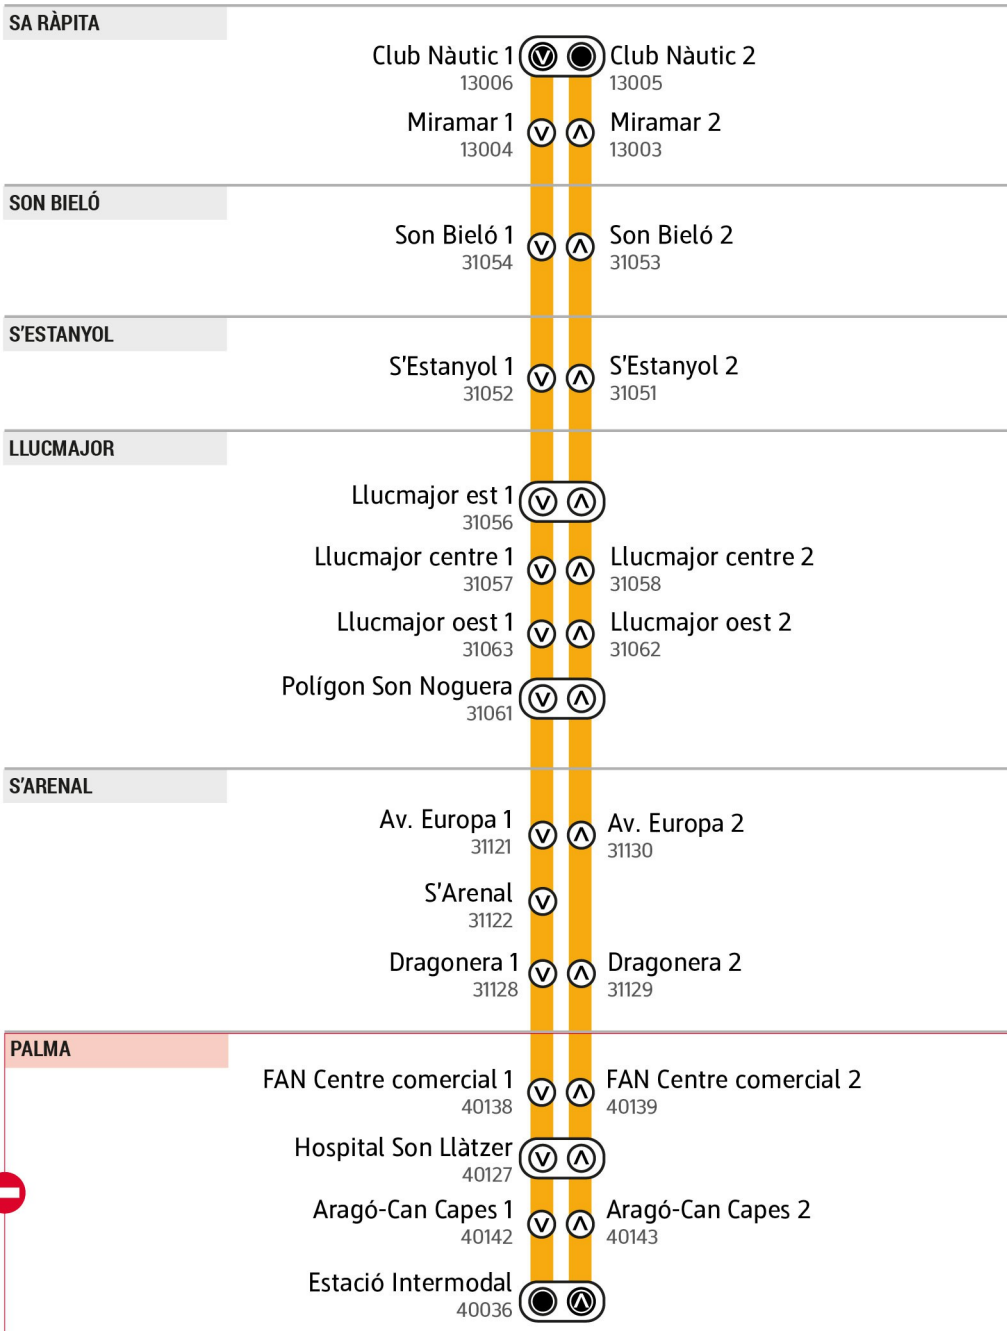 SA RÀPITA
Club Nàutic 1
13006
Club Nàutic 2
13005
Miramar 1
13004
Miramar 2
13003
SON BIELÓ
Son Bieló 1
31054
Son Bieló 2
31053
S'ESTANYOL
S'Estanyol 1
31052
S'Estanyol 2
31051
LLUCMAJOR
Llucmajor est 1
31056
Llucmajor centre 1
31057
Llucmajor centre 2
31058
Llucmajor oest 1
31063
Llucmajor oest 2
31062
Polígon Son Noguera
31061
S'ARENAL
Av. Europa 1
31121
Av. Europa 2
31130
S'Arenal
31122
Dragonera 1
31128
Dragonera 2
31129
PALMA
FAN Centre comercial 1
40138
FAN Centre comercial 2
40139
Hospital Son Llàtzer
40127
Aragó-Can Capes 1
40142
Aragó-Can Capes 2
40143
Estació Intermodal
40036